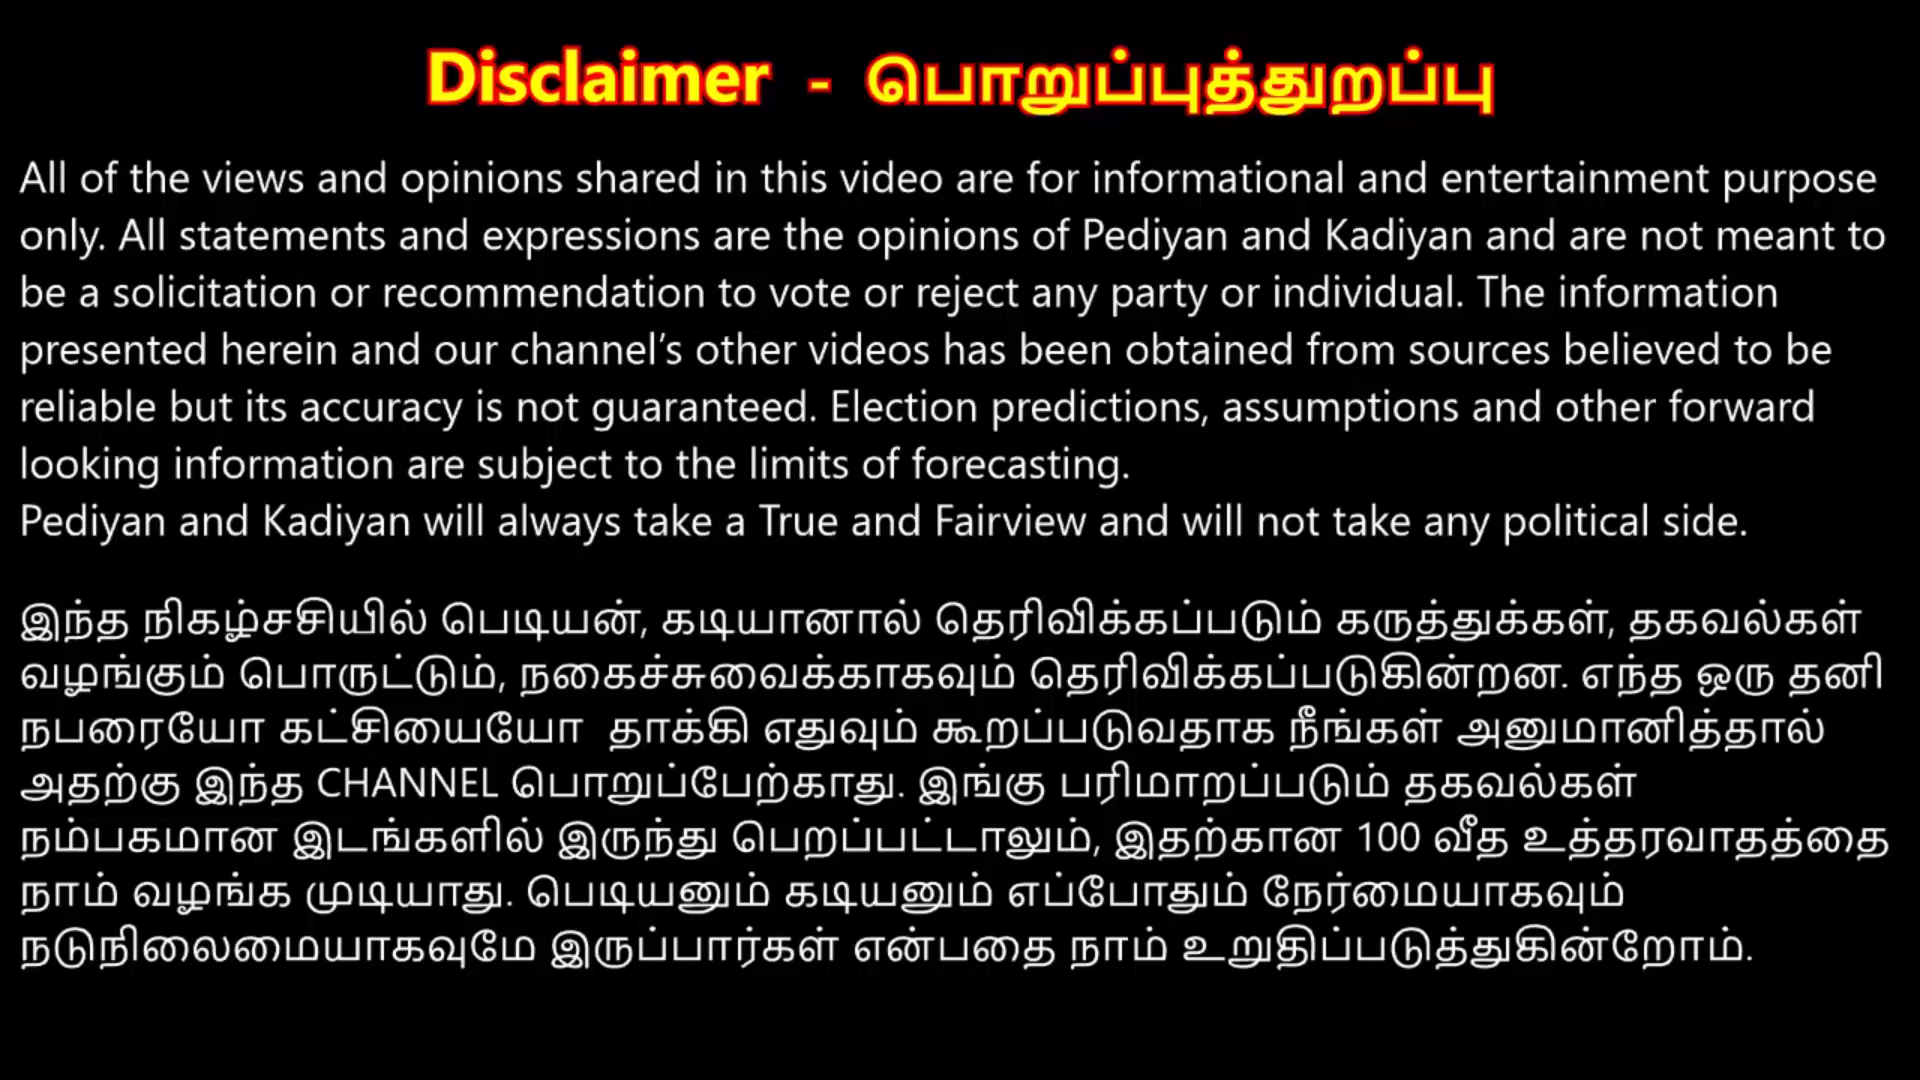 Disclaimer - பொறுப்புத்துறப்பு
All of the views and opinions shared in this video are for informational and entertainment purpose
only. All statements and expressions are the opinions of Pediyan and Kadiyan and are not meant to
be a solicitation or recommendation to vote or reject any party or individual. The information
presented herein and our channel’s other videos has been obtained from sources believed to be
reliable but its accuracy is not guaranteed. Election predictions, assumptions and other forward
looking information are subject to the limits of forecasting.
Pediyan and Kadiyan will always take a True and Fairview and will not take any political side.
இந்த நிகழ்சசியில் பெடியன், கடியானால் தெரிவிக்கப்படும் கருத்துக்கள், தகவல்கள்
வழங்கும் பொருட்டும், நகைச்சுவைக்காகவும் தெரிவிக்கப்படுகின்றன. எந்த ஒரு தனி
நபரையோ கட்சியையோ தாக்கி எதுவும் கூறப்படுவதாக நீங்கள் அனுமானித்தால்
அதற்கு இந்த CHANNEL பொறுப்பேற்காது. இங்கு பரிமாறப்படும் தகவல்கள்
நம்பகமான இடங்களில் இருந்து பெறப்பட்டாலும், இதற்கான 100 வீத உத்தரவாதத்தை
நாம் வழங்க முடியாது. பெடியனும் கடியனும் எப்போதும் நேர்மையாகவும்
நடுநிலைமையாகவுமே இருப்பார்கள் என்பதை நாம் உறுதிப்படுத்துகின்றோம்.